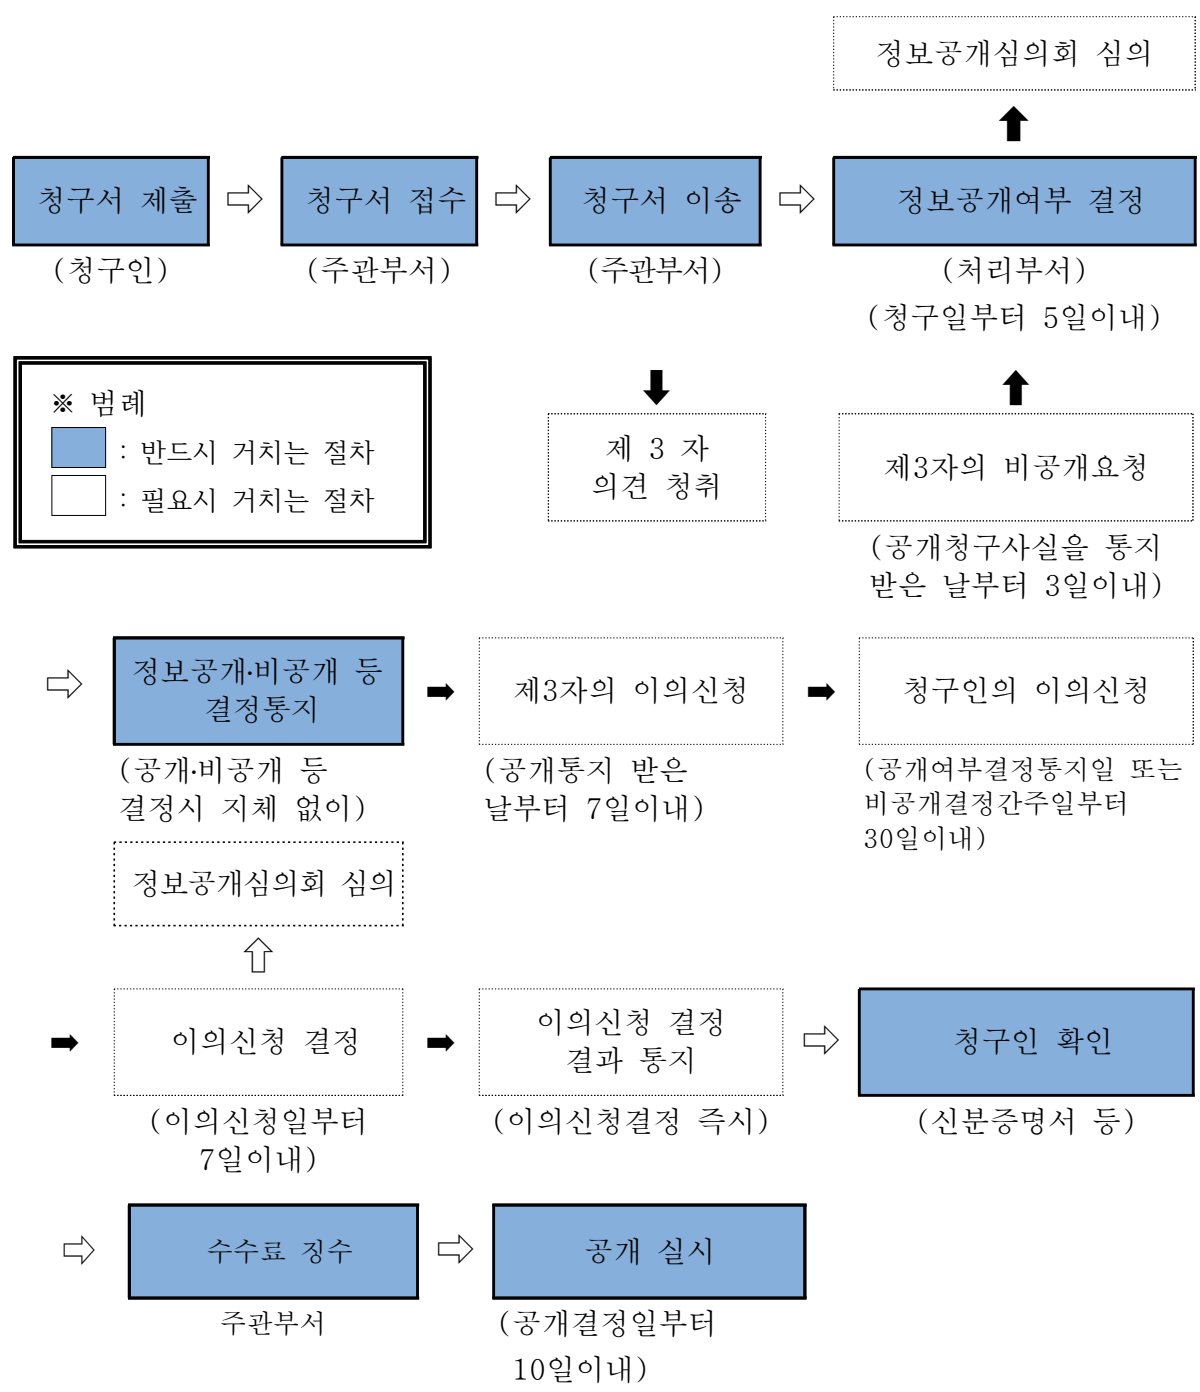 정보공개심의회 심의
청구서 제출
청구서 접수
청구서 이송
정보공개여부 결정
(청구인)
(주관부서)
(주관부서)
(처리부서)
(청구일부터 5일이내)
※ 범례
: 반드시 거치는 절차
: 필요시 거치는 절차
제 3 자
의견 청취
제3자의 비공개요청
(공개청구사실을 통지
받은 날부터 3일이내)
정보공개·비공개 등
결정통지
제3자의 이의신청
청구인의 이의신청
(공개·비공개 등
결정시 지체 없이)
(공개통지 받은
날부터 7일이내)
(공개여부결정통지일 또는
비공개결정간주일부터
30일이내)
정보공개심의회 심의
이의신청 결정
이의신청 결정
결과 통지
청구인 확인
(이의신청일부터
7일이내)
(이의신청결정 즉시)
(신분증명서 등)
수수료 징수
공개 실시
주관부서
(공개결정일부터
10일이내)